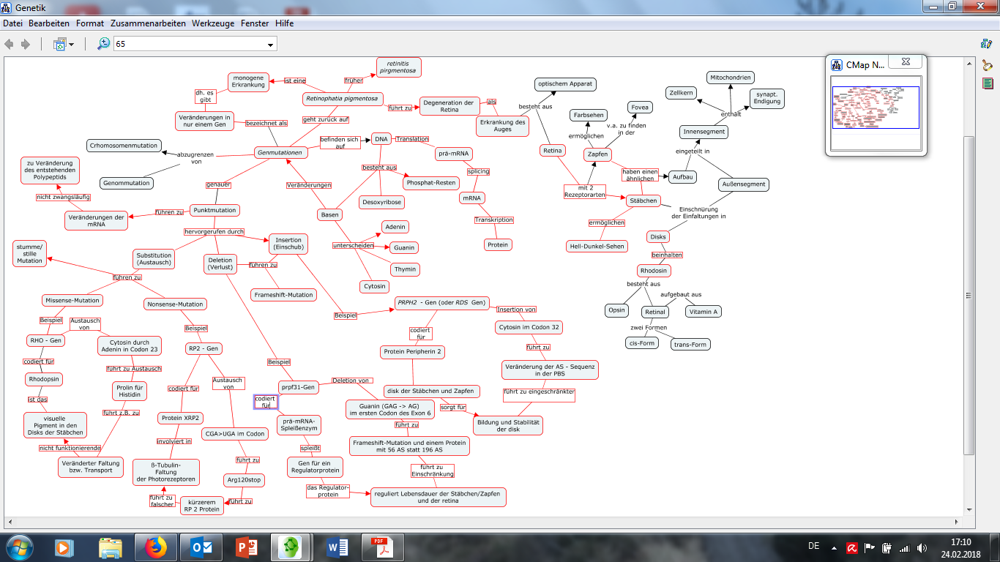 Genetik
Datei Bearbeiten Format Zusammenarbeiten Werkzeuge Fenster Hilfe
65
CMap N...
retinitis
pirgmentosa
monogene
Erkrankung
ist eine
früher
Retinophatia pigmentosa
dh. es
gibt
Veränderungen in
nur einem Gen
bezeichnet als
geht zurück auf
führt zu
Degeneration der
Retina
als
Erkrankung des
Auges
besteht aus
optischem Apparat
Retina
Mitochondrien
Zellkern
synapt.
Endigung
enthält
Innensegment
Fovea
Farbsehen
v.a. zu finden
in der
ermöglichen
Zapfen
eingeteilt in
haben einen
ähnlichen
Aufbau
Außensegment
mit 2
Rezeptorarten
Stäbchen
Einschnürung
der Einfaltungen in
ermöglichen
Hell-Dunkel-Sehen
Disks
beinhalten
Rhodosin
besteht aus
aufgebaut aus
Opsin
Retinal
Vitamin A
zwei Formen
cis-Form
trans-Form
Crhomosomenmutation
abzugrenzen
von
Genommutation
Genmutationen
befinden sich
auf
DNA
Translation
prä-mRNA
splicing
mRNA
Transkription
Protein
besteht aus
Phosphat-Resten
Desoxyribose
Veränderungen
Basen
unterscheiden
Adenin
Guanin
Thymin
Cytosin
zu Veränderung
des entstehenden
Polypeptids
nicht zwangsläufig
Veränderungen der
mRNA
führen zu
genauer
Punktmutation
hervorgerufen durch
Substitution
(Austausch)
Deletion
(Verlust)
Insertion
(Einschub)
führen zu
Frameshift-Mutation
stumme/
stille
Mutation
führen zu
Missense-Mutation
Nonsense-Mutation
Beispiel
Austausch
von
RHO - Gen
Cytosin durch
Adenin in Codon 23
codiert für
Rhodopsin
ist das
visuelle
Pigment in den
Disks der Stäbchen
führt zu Austausch
Prolin für
Histidin
führt z.B. zu
nicht funktionierende
Veränderter Faltung
bzw. Transport
Beispiel
RP2 - Gen
codiert für
Austausch
von
Protein XRP2
CGA>UGA im Codon
involviert in
ß-Tubulin-
Faltung
der Photorezeptoren
führt zu
Arg120stop
führt zu
führt zu
falscher
kürzerem
RP 2 Protein
Beispiel
prpf31-Gen
codiert
für
prä-mRNA-
Spleißenzym
spleißt
Gen für ein
Regulatorprotein
das Regulator-
protein
reguliert Lebensdauer der Stäbchen/Zapfen
und der retina
Deletion von
Guanin (GAG -> AG)
im ersten Codon des Exon 6
führt zu
Frameshift-Mutation und einem Protein
mit 56 AS statt 196 AS
führt zu
Einschränkung
Beispiel
PRPH2 - Gen (oder RDS Gen)
Insertion von
Cytosin im Codon 32
führt zu
Veränderung der AS - Sequenz
in der PBS
führt zu eingeschränkter
codiert
für
Protein Peripherin 2
disk der Stäbchen und Zapfen
sorgt für
Bildung und Stabilität
der disk
DE
17:10
24.02.2018